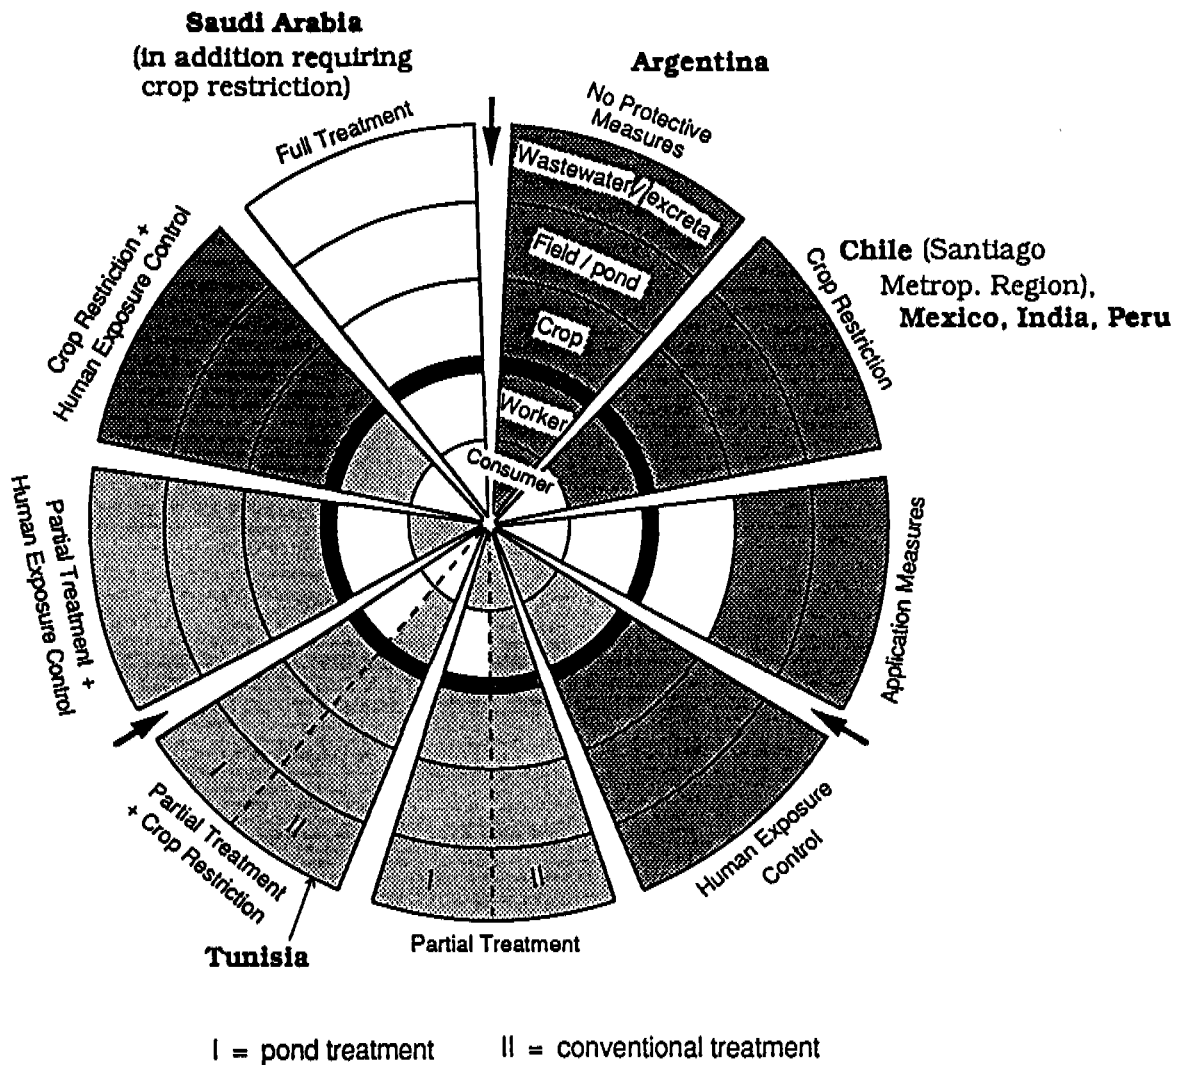 Saudi Arabia
(in addition requiring
crop restriction)
Argentina
No Protective
Measures
Full Treatment
Wastewater/excreta
Field / pond
Crop
Worker
Consumer
Crop Restriction
Chile (Santiago
Metrop. Region),
Mexico, India, Peru
Crop Restriction +
Human Exposure Control
Partial Treatment +
Human Exposure Control
Application Measures
Human Exposure
Control
I
II
Partial Treatment
+ Crop Restriction
I
II
Partial Treatment
Tunisia
I = pond treatment
II = conventional treatment